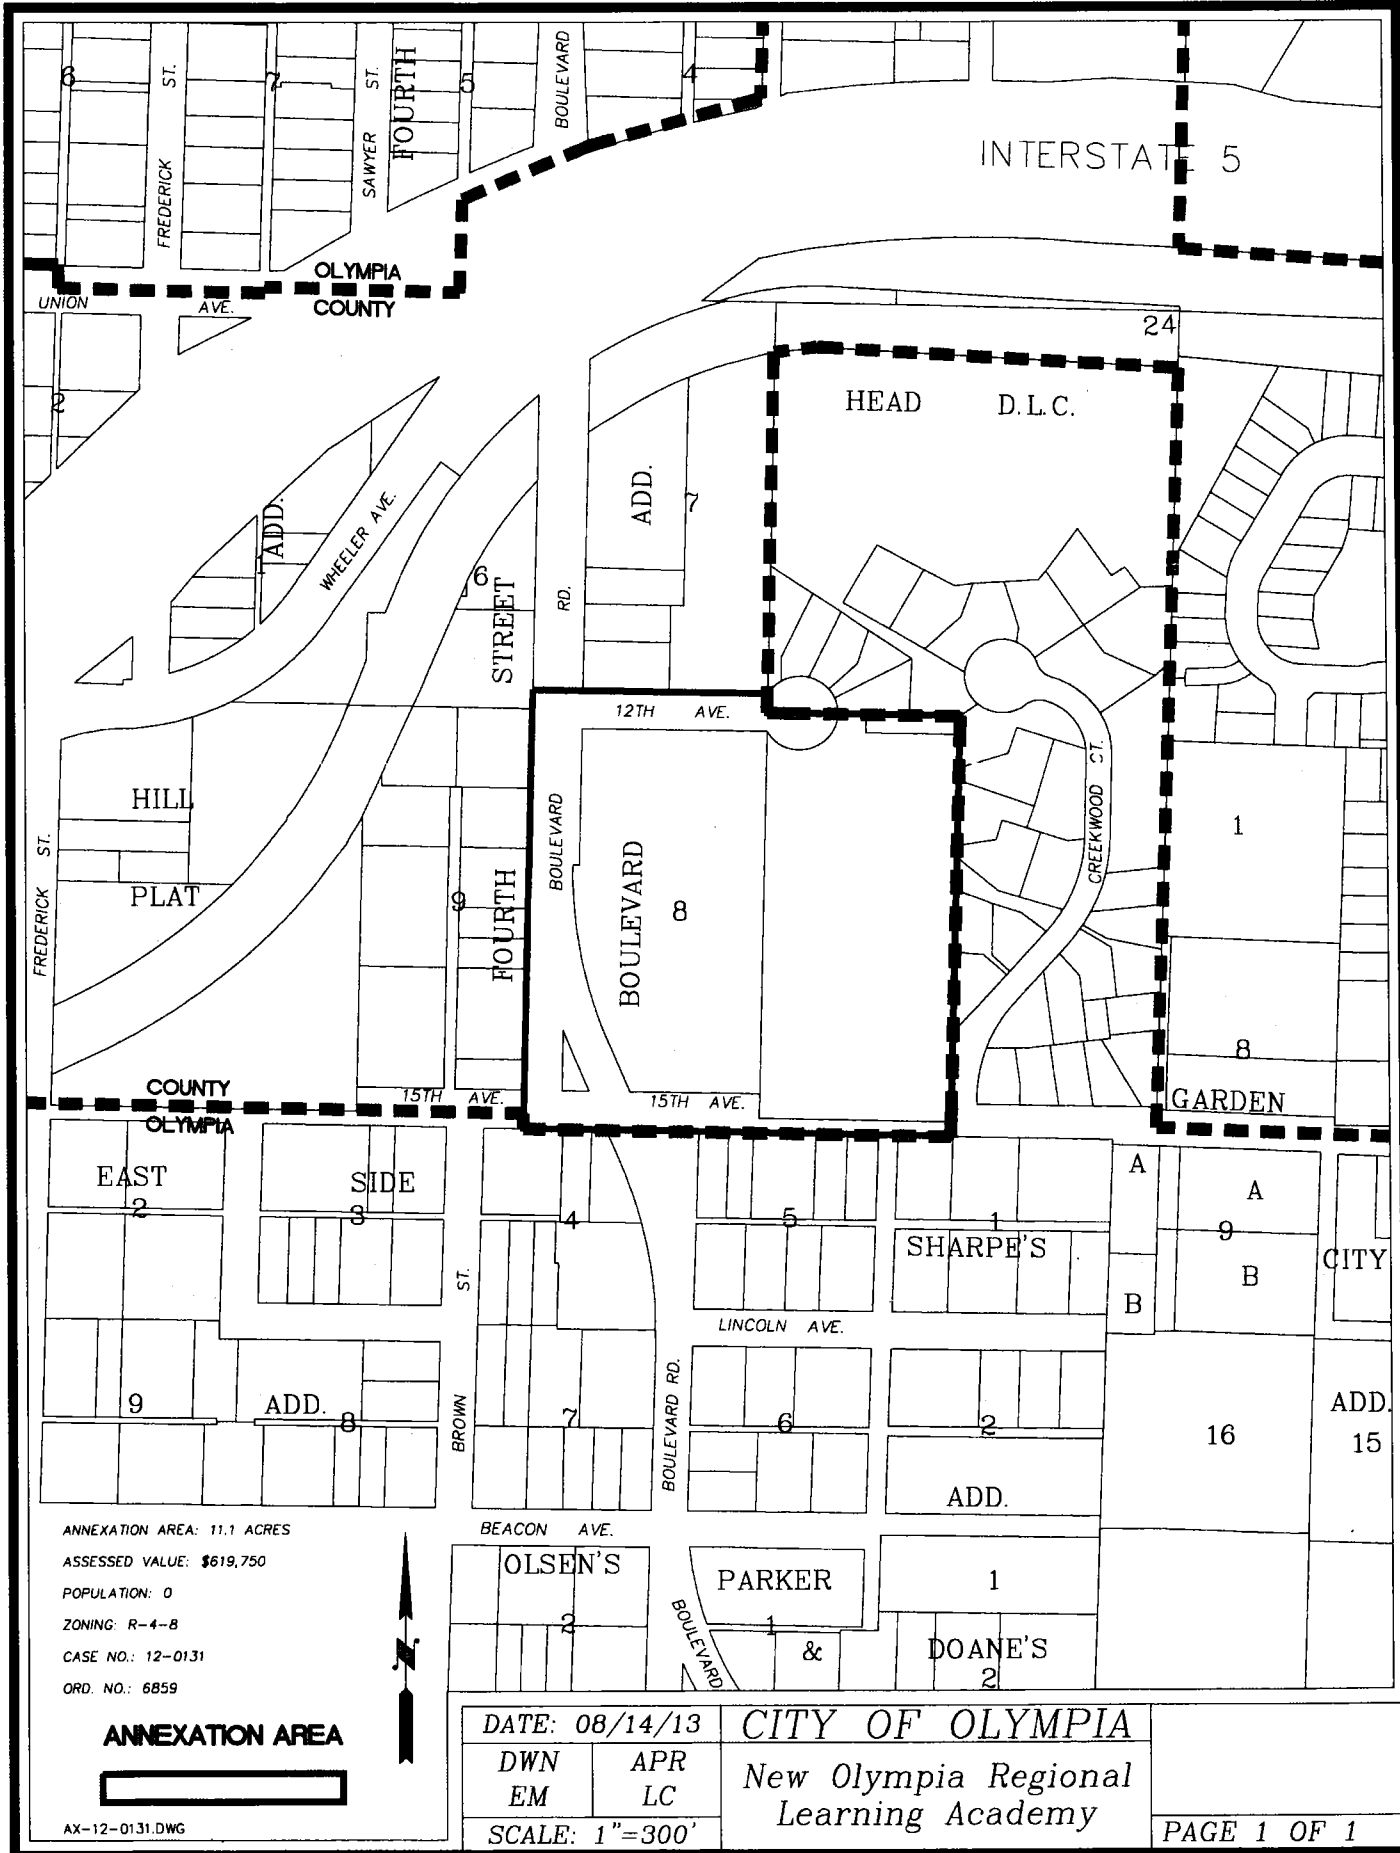 6
FREDERICK ST.
7
SAWYER ST.
FOURTH
5
BOULEVARD
4
INTERSTATE 5
OLYMPIA
COUNTY
UNION AVE.
24
2
HEAD D.L.C.
ADD.
7
ADD.
1
WHEELER AVE.
6
STREET
RD.
12TH AVE.
HILL
PLAT
FREDERICK ST.
9
FOURTH
BOULEVARD
BOULEVARD
8
CREEKWOOD CT.
1
8
GARDEN
COUNTY
OLYMPIA
15TH AVE.
15TH AVE.
EAST
2
SIDE
3
4
5
1
SHARPE'S
A
B
A
9
B
CITY
BROWN ST.
LINCOLN AVE.
BOULEVARD RD.
9
ADD.
8
7
6
2
ADD.
16
ADD.
15
BEACON AVE.
OLSEN'S
2
PARKER
1
&
1
DOANE'S
2
BOULEVARD
ANNEXATION AREA: 11.1 ACRES
ASSESSED VALUE: $619,750
POPULATION: 0
ZONING: R-4-8
CASE NO.: 12-0131
ORD. NO.: 6859
N
ANNEXATION AREA
AX-12-0131.DWG
DATE: 08/14/13
DWN
EM
APR
LC
SCALE: 1"=300'
CITY OF OLYMPIA
New Olympia Regional
Learning Academy
PAGE 1 OF 1